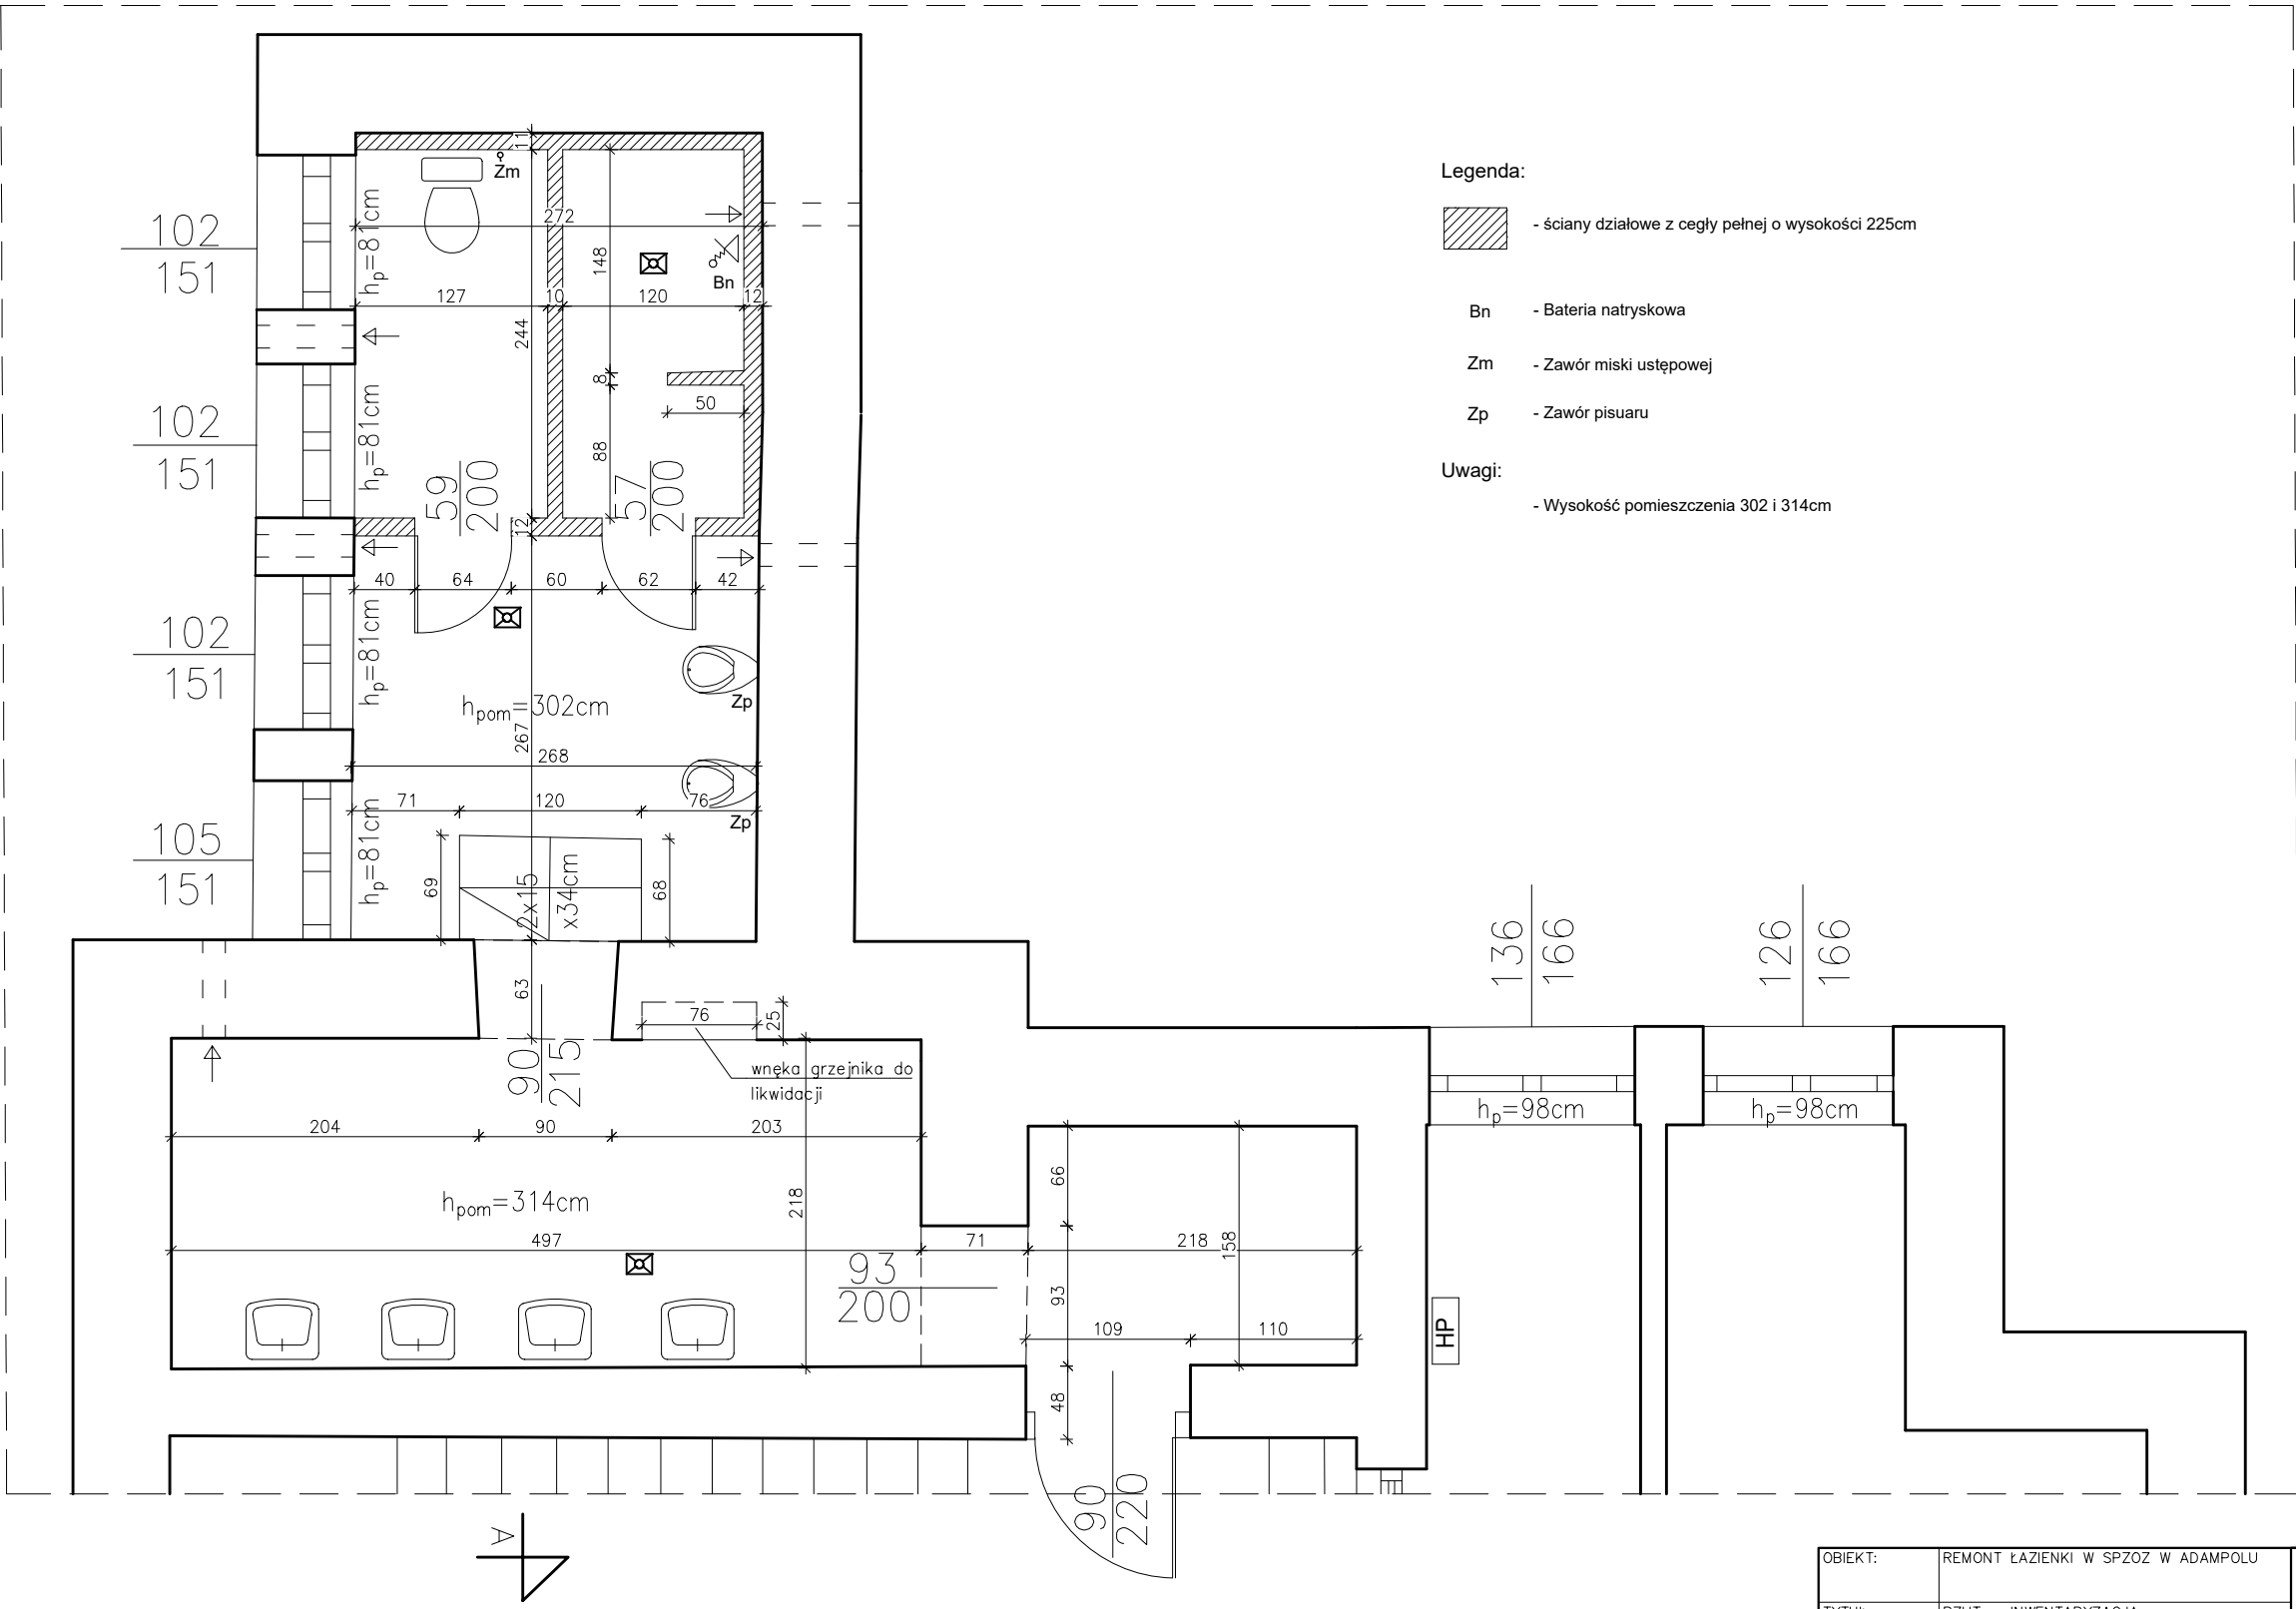 Legenda:
- ściany działowe z cegły pełnej o wysokości 225cm
Bn - Bateria natryskowa
Zm - Zawór miski ustępowej
Zp - Zawór pisuaru
Uwagi:
- Wysokość pomieszczenia 302 i 314cm
11
Zm
102
151
hp=81cm
272
148
Bn
127
10
120
12
244
8
50
102
151
hp=81cm
88
59
200
57
200
12
40
64
60
62
42
102
151
hp=81cm
Zp
hpom=302cm
267
268
71
120
76
Zp
105
151
hp=81cm
69
2x15
x34cm
68
63
76
25
90
215
wnęka grzejnika do
likwidacji
136
166
126
166
hp=98cm
hp=98cm
204
90
203
66
218
hpom=314cm
497
71
218
158
93
200
93
109
110
HP
48
90
220
A
OBIEKT: REMONT ŁAZIENKI W SPZOZ W ADAMPOLU